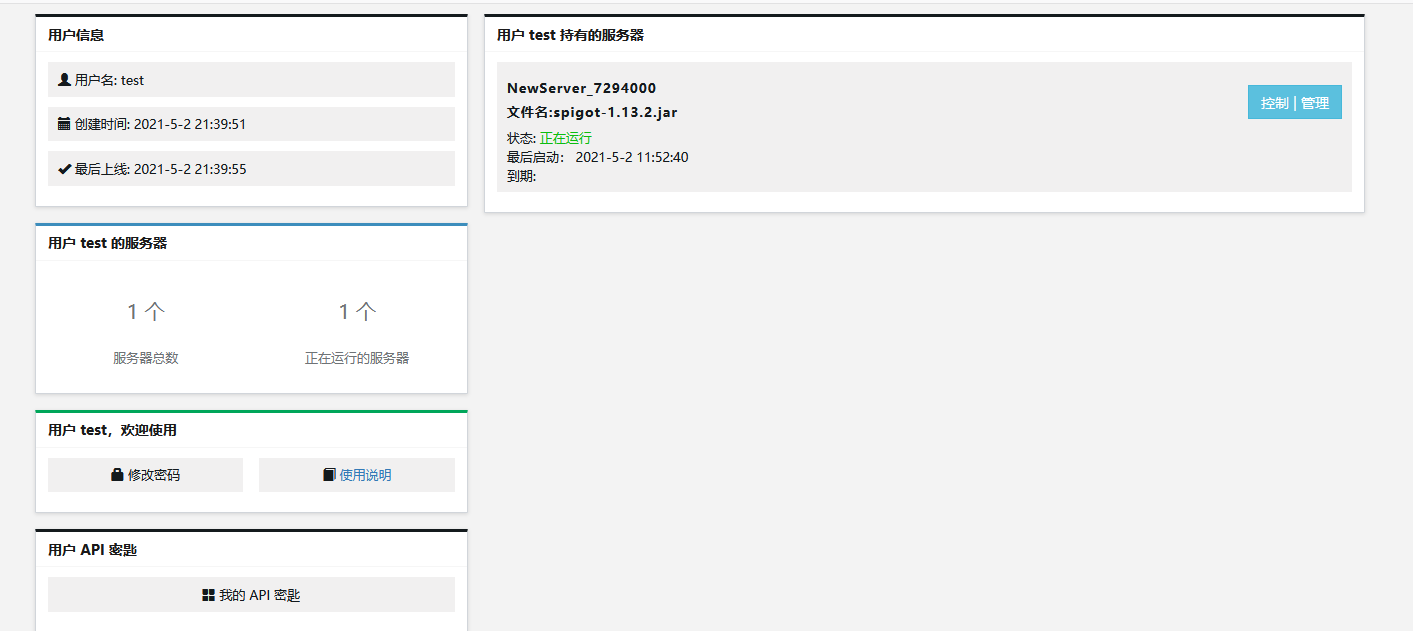 用户信息
用户名: test
创建时间: 2021-5-2 21:39:51
最后上线: 2021-5-2 21:39:55
用户 test 的服务器
1 个
服务器总数
1 个
正在运行的服务器
用户 test，欢迎使用
修改密码
使用说明
用户 API 密匙
我的 API 密匙
用户 test 持有的服务器
NewServer_7294000
文件名:spigot-1.13.2.jar
状态: 正在运行
最后启动： 2021-5-2 11:52:40
到期:
控制 | 管理